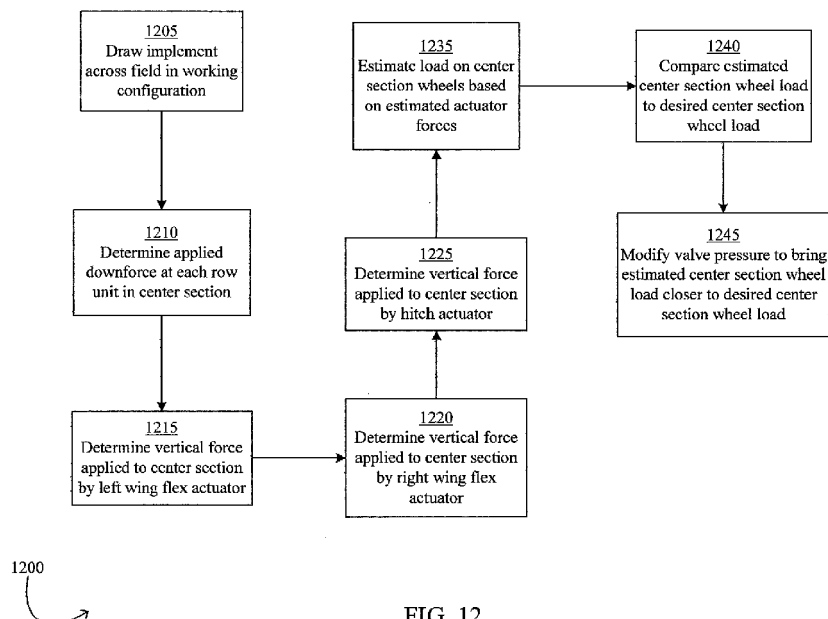 1205
Draw implement
across field in working
configuration
1210
Determine applied
downforce at each row
unit in center section
1215
Determine vertical force
applied to center section
by left wing flex actuator
1220
Determine vertical force
applied to center section
by right wing flex
actuator
1225
Determine vertical force
applied to center section
by hitch actuator
1235
Estimate load on center
section wheels based
on estimated actuator
forces
1240
Compare estimated
center section wheel load
to desired center section
wheel load
1245
Modify valve pressure to bring
estimated center section wheel
load closer to desired center
section wheel load
1200
FIG. 12